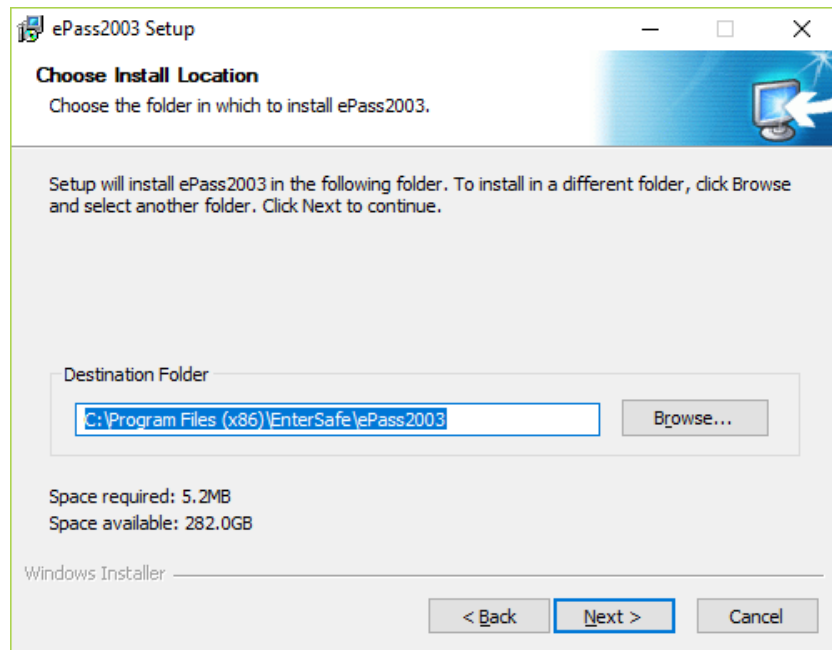 ePass2003 Setup
Choose Install Location
Choose the folder in which to install ePass2003.
Setup will install ePass2003 in the following folder. To install in a different folder, click Browse
and select another folder. Click Next to continue.
Destination Folder
C:\Program Files (x86)\EnterSafe\ePass2003
Browse...
Space required: 5.2MB
Space available: 282.0GB
Windows Installer
< Back
Next >
Cancel